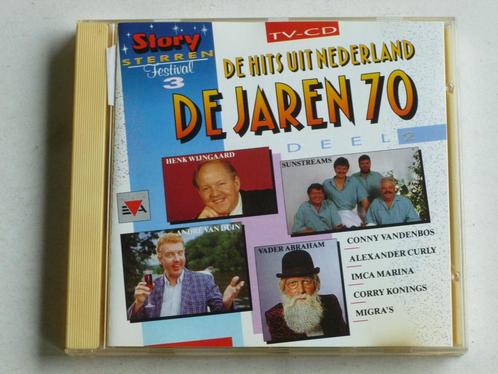 Story
STERREN
Festival
3
TV-CD
DE HITS UIT NEDERLAND
DE JAREN 70
DEEL 2
HENK WIJNGAARD
SUNSTREAMS
ANDRÉ VAN DUIN
VADER ABRAHAM
CONNY VANDENBOS
ALEXANDER CURLY
IMCA MARINA
CORRY KONINGS
MIGRA'S
EVA